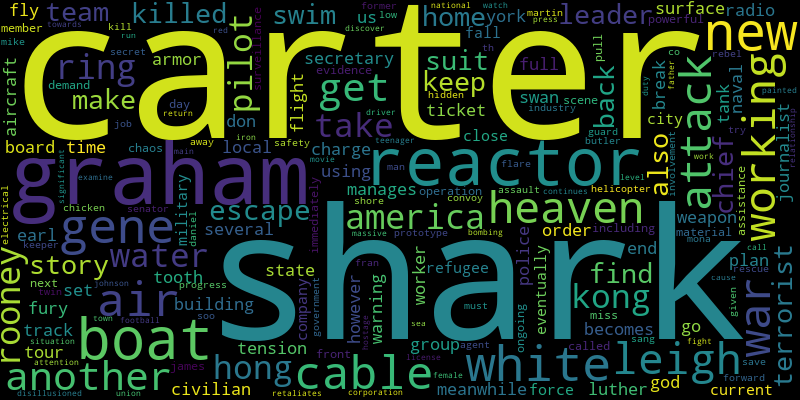 fly team killed swim us home york leader surface radio
member low former discover national martin press watch
mike kill run secret towards red th fall powerful rebel
carter new
aircraft ring armor pilot surveillance secretary suit full pull co break naval
demand make day return job flight evidence hidden keep swan scene back tank father
don iron get ticket industry city painted relationship
driver teenager take close guard butler duty try
board time chaos away main safety local movie charge man flare reactor attack also chief working journalist
graham using manages operation level work involvement assistance
significant examine chicken senator military daniel immediately shore assault continues helicopter
electrical keeper earl gene escape america convoy heaven weapon
several massive prototype bombing order including material mona call
rooney story water tooth state however fran police end plan rescue
shark
next twin johnson progress air company government hostage warning worker refugee eventually find cause given war terrorist
fury set soo building sea must ongoing kong miss go fight save
track town football tension front group agent becomes god forward
situation tour attention james hong cable license female called sang white leigh
another civilian meanwhile force luther current
disillusioned union retaliates corporation boat